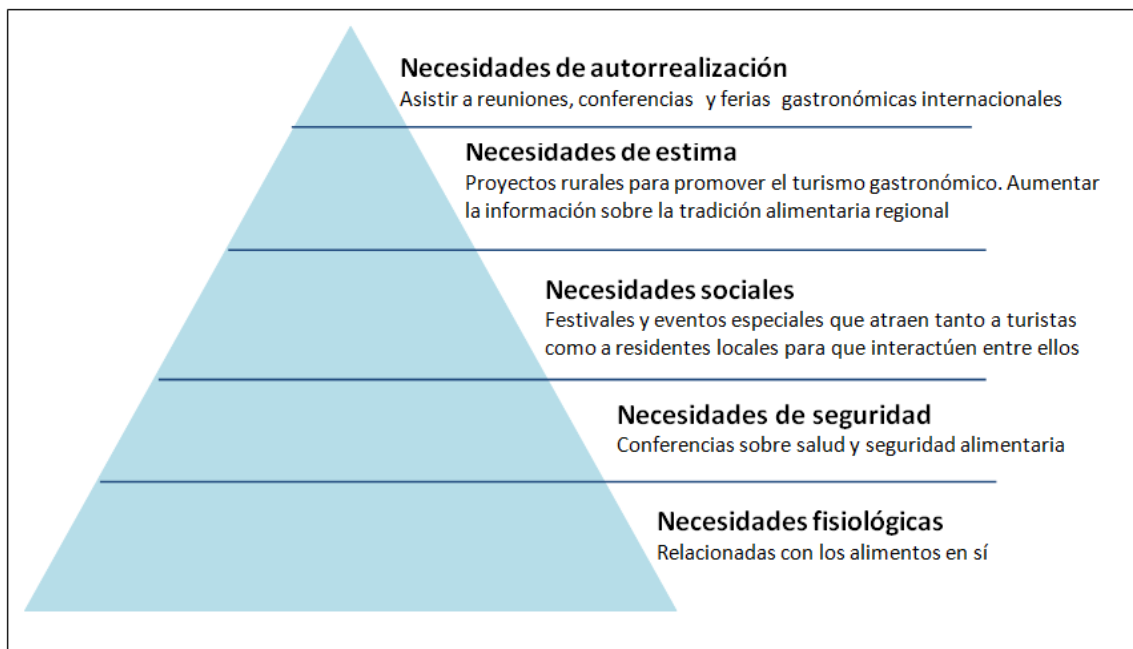 Necesidades de autorrealización
Asistir a reuniones, conferencias y ferias gastronómicas internacionales
Necesidades de estima
Proyectos rurales para promover el turismo gastronómico. Aumentar
la información sobre la tradición alimentaria regional
Necesidades sociales
Festivales y eventos especiales que atraen tanto a turistas
como a residentes locales para que interactúen entre ellos
Necesidades de seguridad
Conferencias sobre salud y seguridad alimentaria
Necesidades fisiológicas
Relacionadas con los alimentos en sí